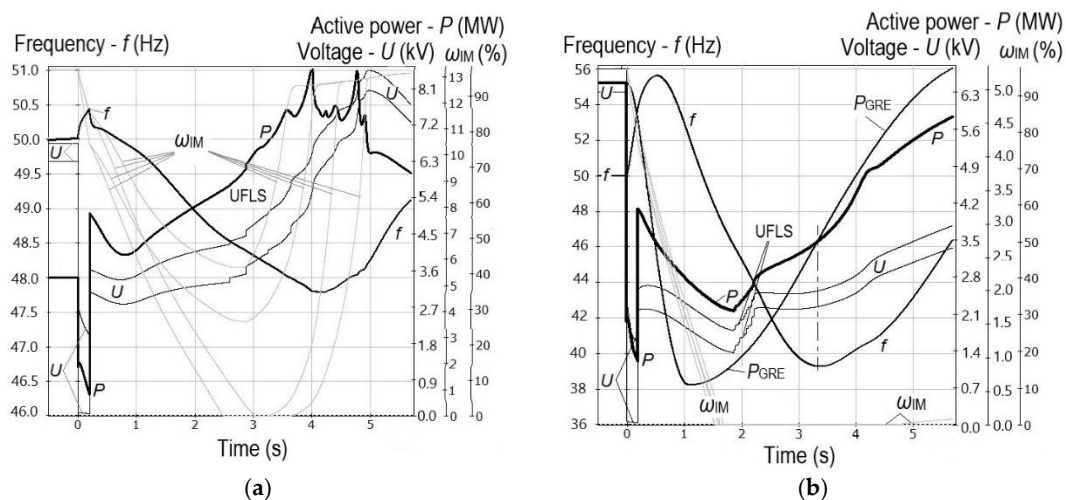 Active power - P (MW)
Frequency - f (Hz) Voltage - U (kV) ωIM (%)
51.0
50.5
50.0
49.5
49.0
48.5
48.0
47.5
47.0
46.5
46.0
8.1
7.2
6.3
5.4
4.5
3.6
2.7
1.8
0.9
0.0
13
12
11
10
9
8
7
6
5
4
3
2
1
0
90
80
70
60
50
40
30
20
10
0
f
U
ωIM
P
UFLS
U
f
U
P
0 1 2 3 4 5
Time (s)
(a)
Active power - P (MW)
Frequency - f (Hz) Voltage - U (kV) ωIM (%)
56
54
52
50
48
46
44
42
40
38
36
6.3
5.6
4.9
4.2
3.5
2.8
2.1
1.4
0.7
0.0
5.0
4.5
4.0
3.5
3.0
2.5
2.0
1.5
1.0
0.5
0.0
90
80
70
60
50
40
30
20
10
0
U
f
PGRE
f
UFLS
P
U
f
P
U
PGRE
ωIM
ωIM
0 1 2 3 4 5
Time (s)
(b)